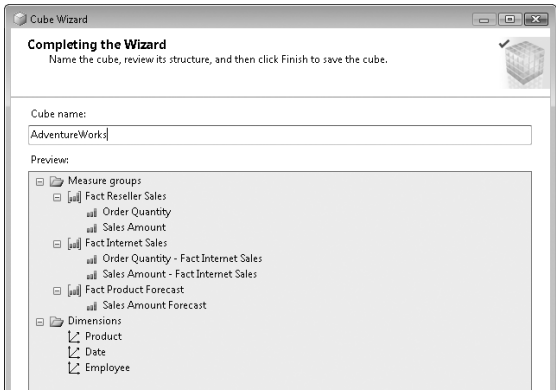 Cube Wizard
Completing the Wizard
Name the cube, review its structure, and then click Finish to save the cube.
Cube name:
AdventureWorks
Preview:
Measure groups
Fact Reseller Sales
Order Quantity
Sales Amount
Fact Internet Sales
Order Quantity - Fact Internet Sales
Sales Amount - Fact Internet Sales
Fact Product Forecast
Sales Amount Forecast
Dimensions
Product
Date
Employee